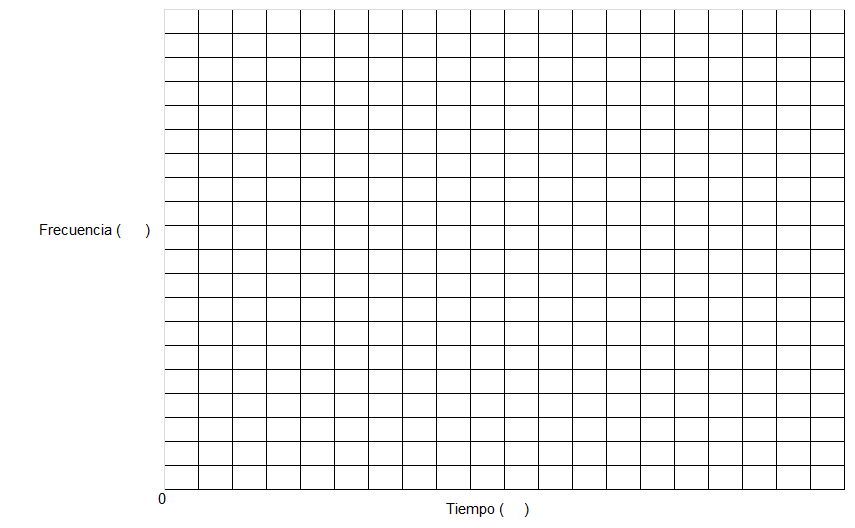 Frecuencia (      )
0
Tiempo (     )